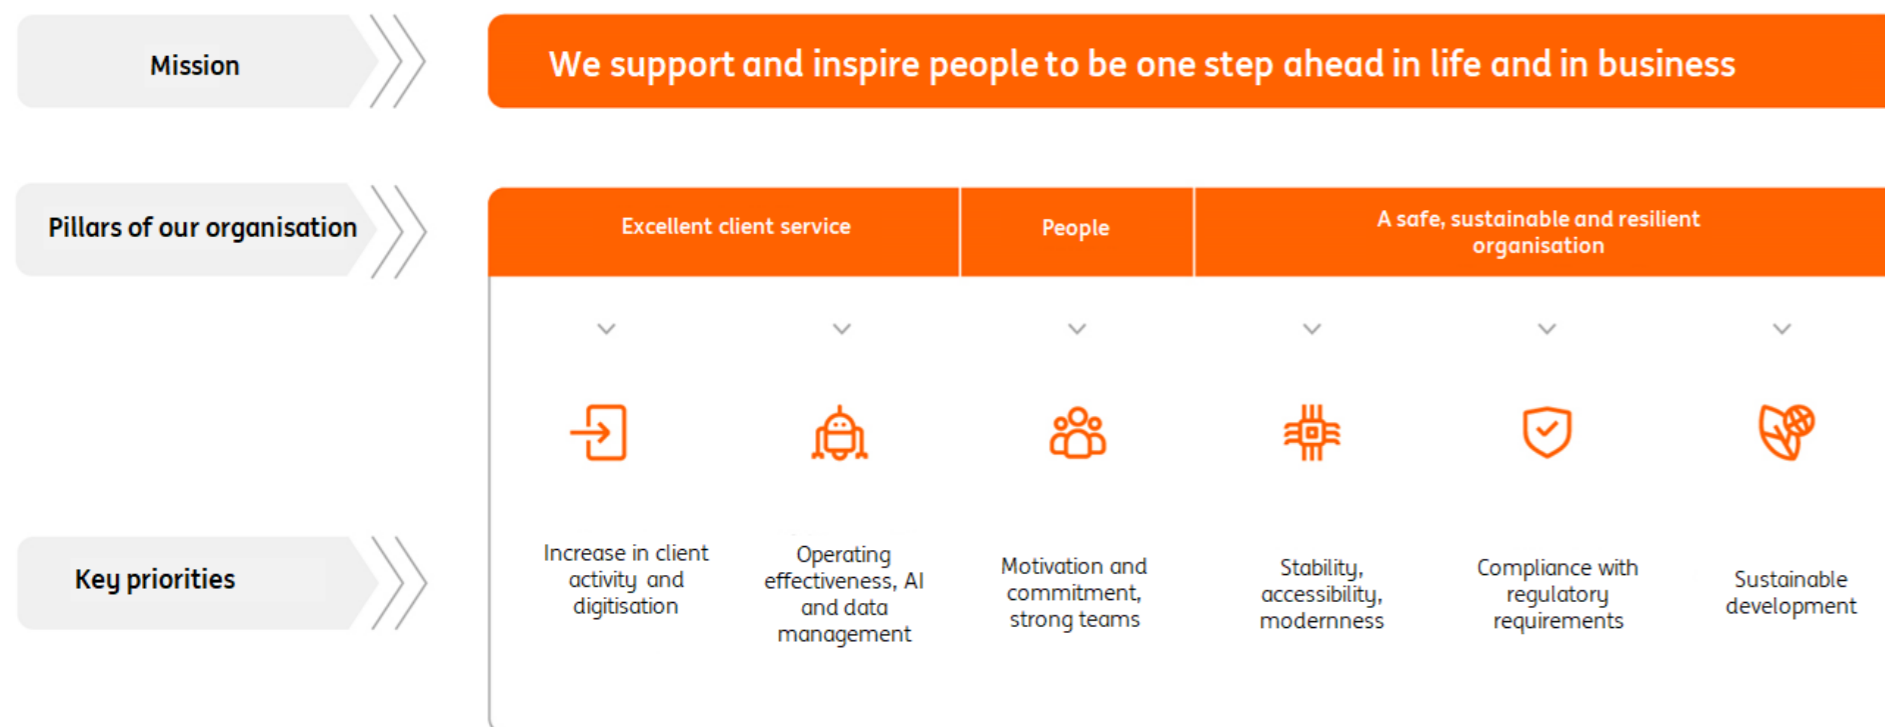 Mission
We support and inspire people to be one step ahead in life and in business
Pillars of our organisation
Excellent client service
People
A safe, sustainable and resilient
organisation
Key priorities
Increase in client
activity and
digitisation
Operating
effectiveness, AI
and data
management
Motivation and
commitment,
strong teams
Stability,
accessibility,
modernness
Compliance with
regulatory
requirements
Sustainable
development